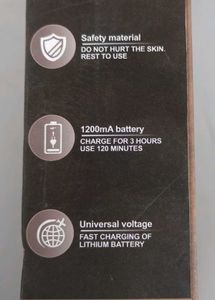 Safety material
DO NOT HURT THE SKIN.
REST TO USE
1200mA battery
CHARGE FOR 3 HOURS
USE 120 MINUTES
Universal voltage
FAST CHARGING OF
LITHIUM BATTERY